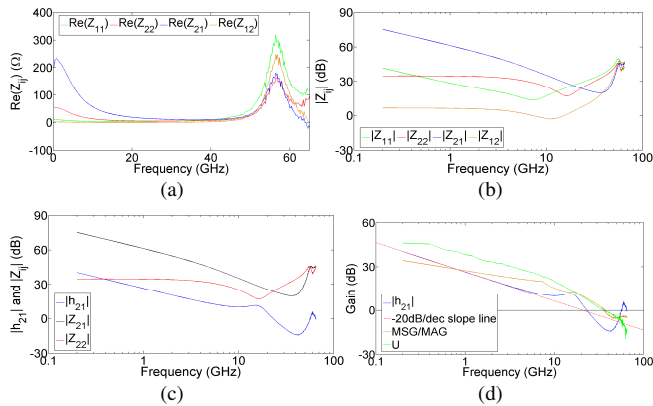 Re(Z11) Re(Z22) Re(Z21) Re(Z12)
400
300
200
100
0
-100
Re(Zij) (Ω)
0 20 40 60
Frequency (GHz)
(a)
90
60
30
0
-30
|Zij| (dB)
|Z11| |Z22| |Z21| |Z12|
0.1 1 10 100
Frequency (GHz)
(b)
90
60
30
0
-30
|h21| and |Zij| (dB)
|h21|
|Z21|
|Z22|
0.1 1 10 100
Frequency (GHz)
(c)
60
30
0
-30
Gain (dB)
|h21|
-20dB/dec slope line
MSG/MAG
U
0.1 1 10 100
Frequency (GHz)
(d)